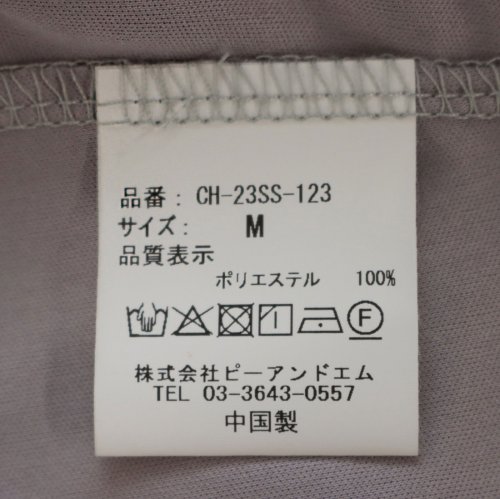 品番： CH-23SS-123
サイズ： M
品質表示
ポリエステル 100%
F
株式会社ピーアンドエム
TEL 03-3643-0557
中国製